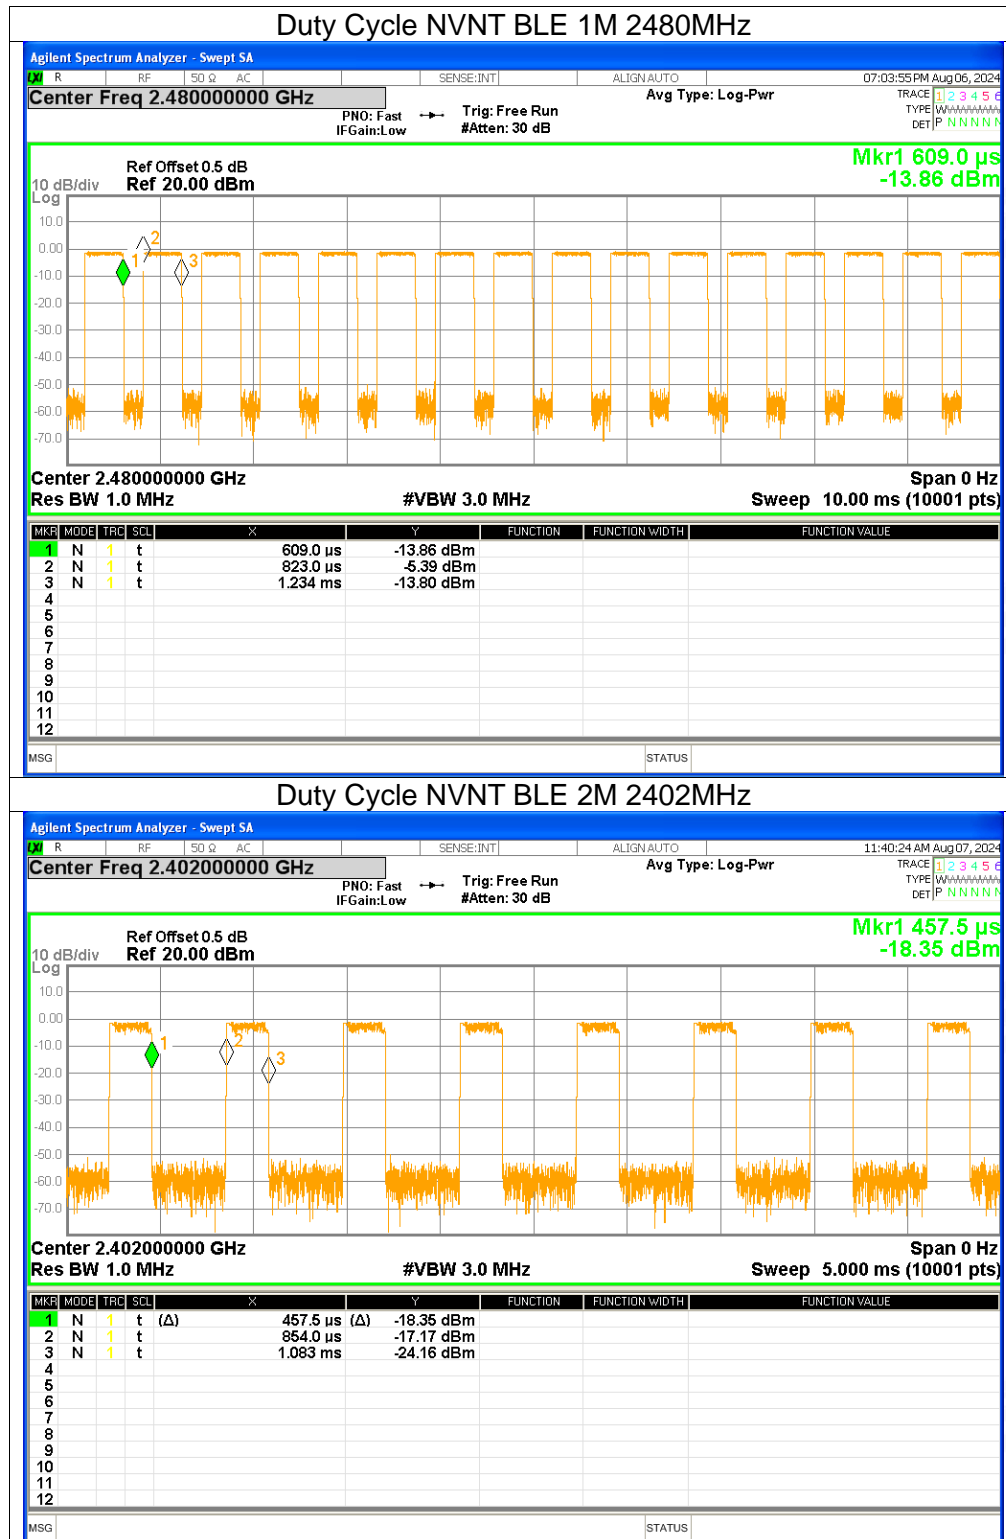 Duty Cycle NVNT BLE 1M 2480MHz
Agilent Spectrum Analyzer - Swept SA
LXI R RF 50 Ω AC SENSE:INT ALIGNAUTO 07:03:55 PM Aug 06, 2024
Center Freq 2.480000000 GHz Avg Type: Log-Pwr TRACE 1 2 3 4 5 6
PNO: Fast Trig: Free Run TYPE
IFGain:Low #Atten: 30 dB DET P N N N N N
Mkr1 609.0 µs
Ref Offset 0.5 dB
10 dB/div Ref 20.00 dBm -13.86 dBm
Log
10.0
0.00
-10.0
-20.0
-30.0
-40.0
-50.0
-60.0
-70.0
1
2
3
Center 2.480000000 GHz Span 0 Hz
Res BW 1.0 MHz #VBW 3.0 MHz Sweep 10.00 ms (10001 pts)
MKR MODE TRC SCL X Y FUNCTION FUNCTION WIDTH FUNCTION VALUE
1 N 1 t 609.0 µs -13.86 dBm
2 N 1 t 823.0 µs -5.39 dBm
3 N 1 t 1.234 ms -13.80 dBm
4
5
6
7
8
9
10
11
12
MSG STATUS
Duty Cycle NVNT BLE 2M 2402MHz
Agilent Spectrum Analyzer - Swept SA
LXI R RF 50 Ω AC SENSE:INT ALIGNAUTO 11:40:24 AM Aug 07, 2024
Center Freq 2.402000000 GHz Avg Type: Log-Pwr TRACE 1 2 3 4 5 6
PNO: Fast Trig: Free Run TYPE
IFGain:Low #Atten: 30 dB DET P N N N N N
Mkr1 457.5 µs
Ref Offset 0.5 dB
10 dB/div Ref 20.00 dBm -18.35 dBm
Log
10.0
0.00
-10.0
-20.0
-30.0
-40.0
-50.0
-60.0
-70.0
1
2
3
Center 2.402000000 GHz Span 0 Hz
Res BW 1.0 MHz #VBW 3.0 MHz Sweep 5.000 ms (10001 pts)
MKR MODE TRC SCL X Y FUNCTION FUNCTION WIDTH FUNCTION VALUE
1 N 1 t (Δ) 457.5 µs (Δ) -18.35 dBm
2 N 1 t 854.0 µs -17.17 dBm
3 N 1 t 1.083 ms -24.16 dBm
4
5
6
7
8
9
10
11
12
MSG STATUS